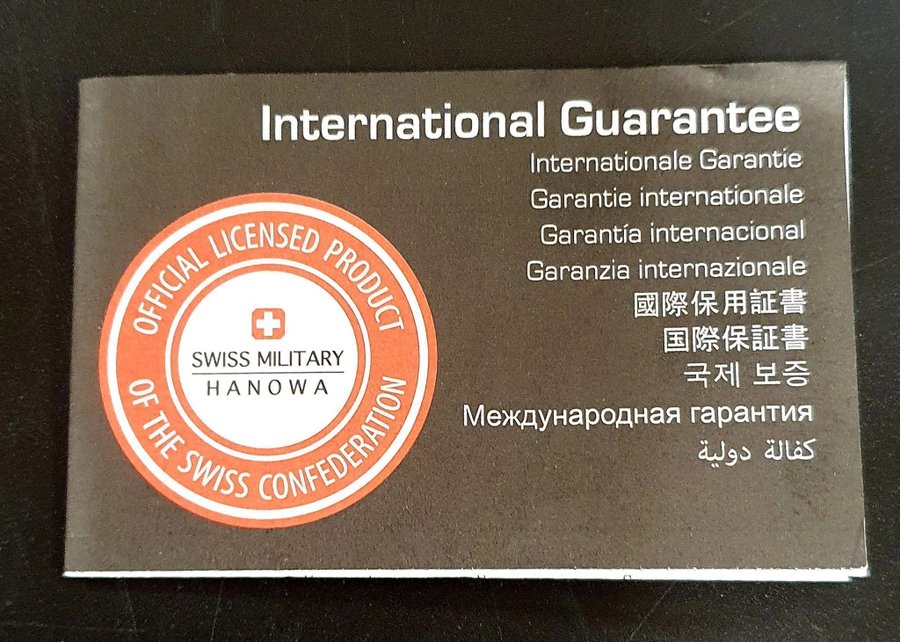 International Guarantee
Internationale Garantie
Garantie internationale
Garantía internacional
Garanzia internazionale
國際保用証書
国際保証書
국제 보증
Международная гарантия
كفالة دولية
OFFICIAL LICENSED PRODUCT
SWISS MILITARY
HANOWA
OF THE SWISS CONFEDERATION